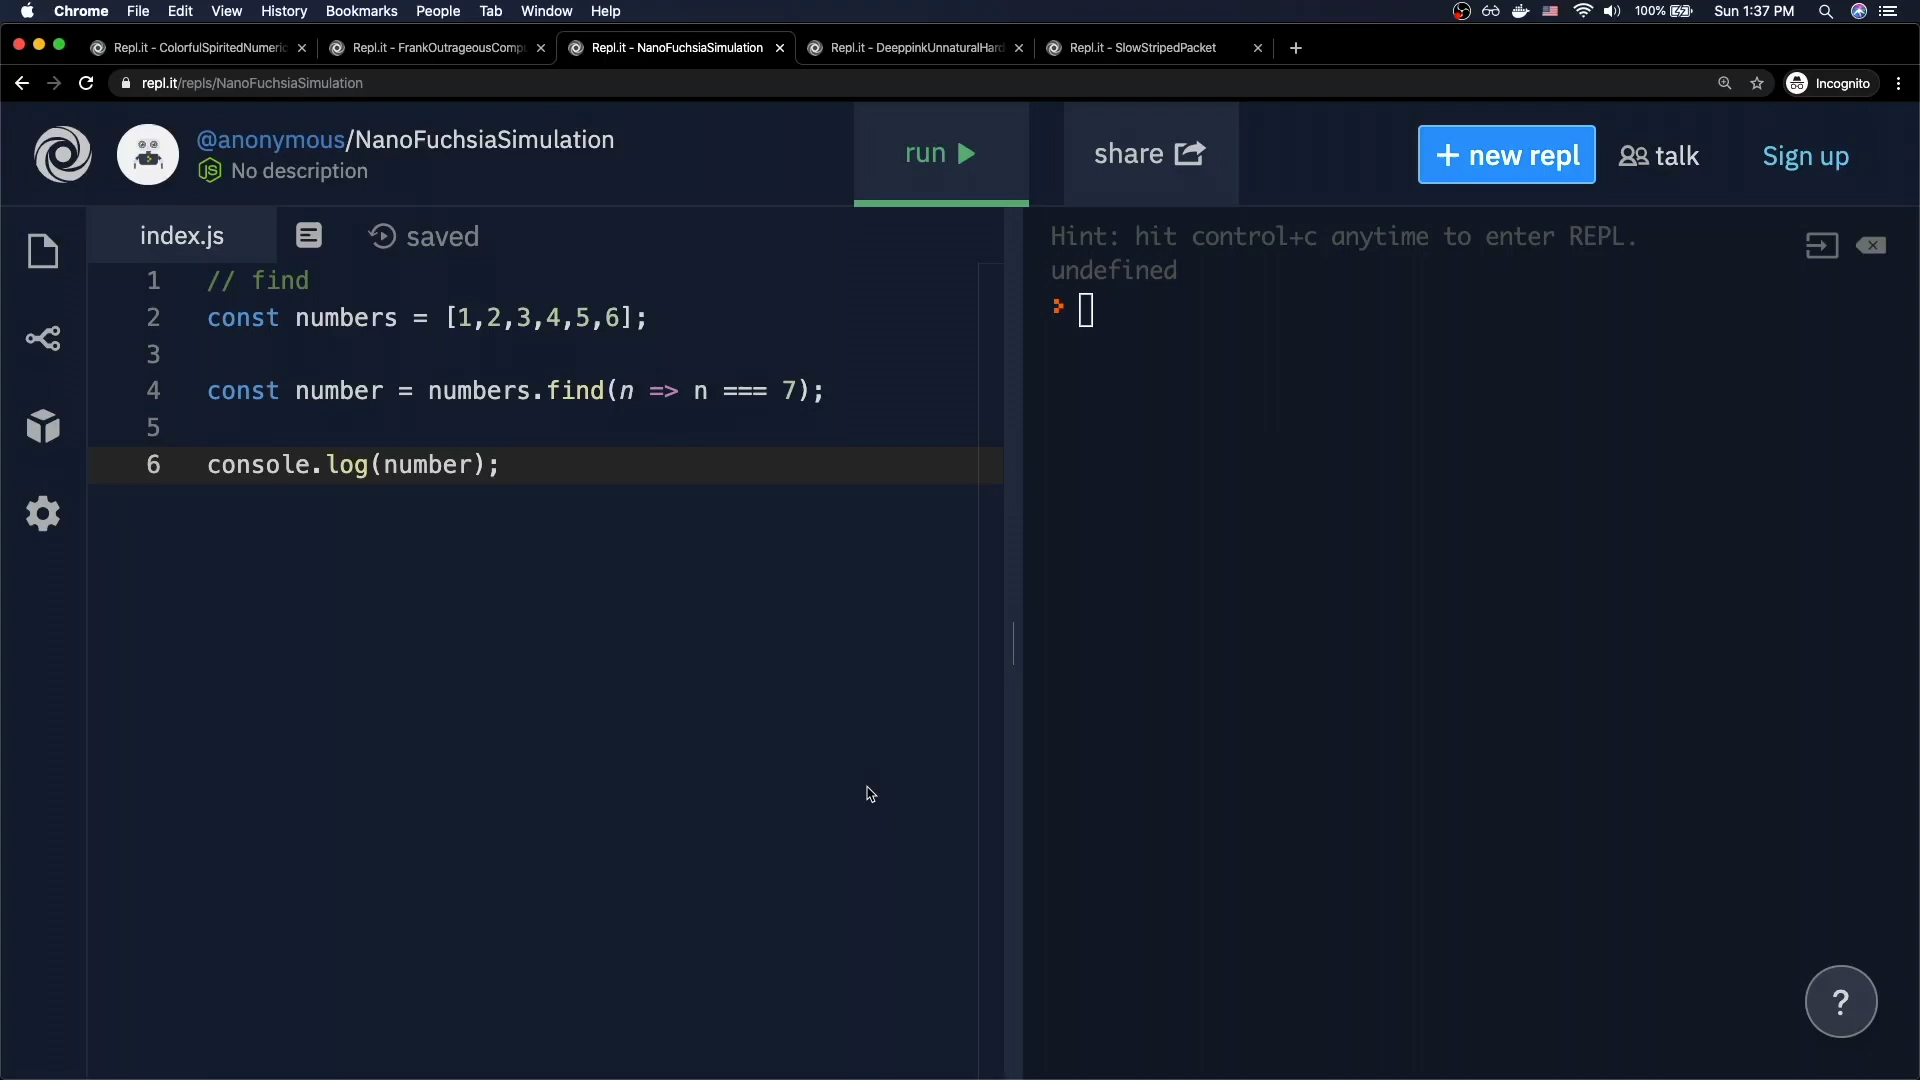 Chrome File Edit View History Bookmarks People Tab Window Help 100% Sun 1:37 PM
Repl.it - ColorfulSpiritedNumeric Repl.it - FrankOutrageousCompu Repl.it - NanoFuchsiaSimulation Repl.it - DeeppinkUnnaturalHard Repl.it - SlowStripedPacket
repl.it/repls/NanoFuchsiaSimulation Incognito
@anonymous/NanoFuchsiaSimulation
JS No description
run
share
+ new repl
talk
Sign up
index.js
saved
1 // find
2 const numbers = [1,2,3,4,5,6];
3
4 const number = numbers.find(n => n === 7);
5
6 console.log(number);
Hint: hit control+c anytime to enter REPL.
undefined
?